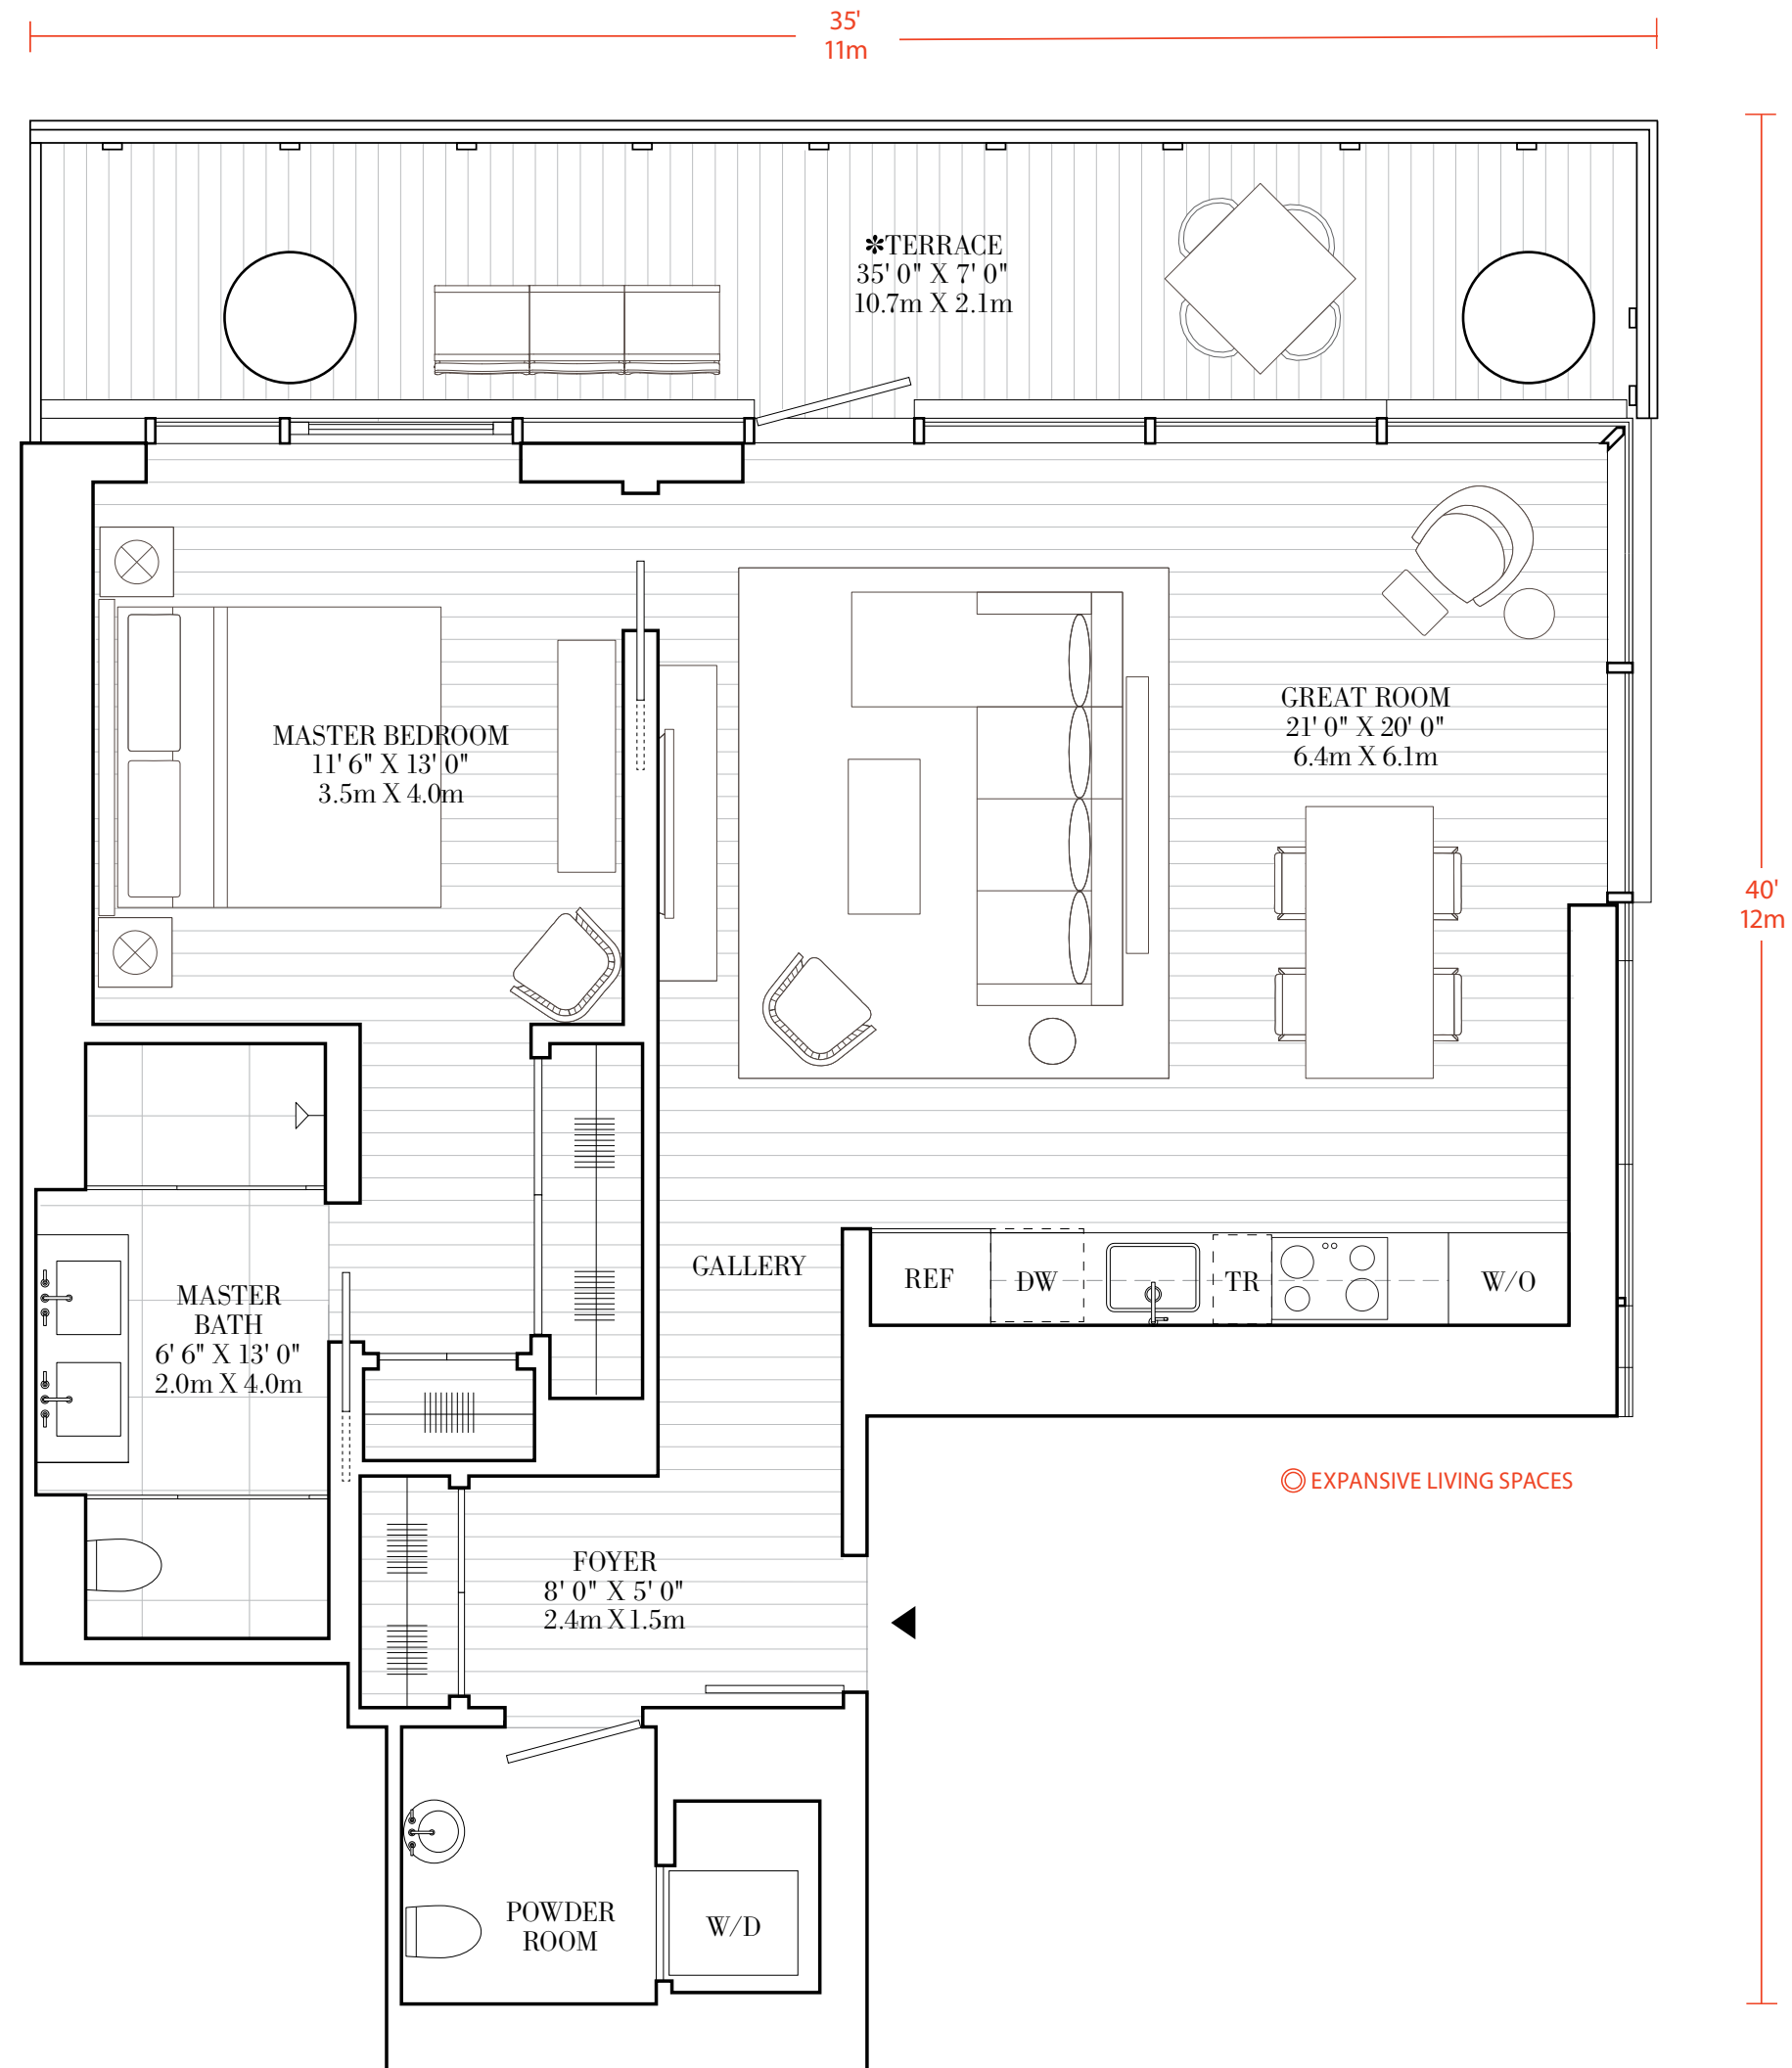 35'
11m
✽TERRACE
35' 0" X 7' 0"
10.7m X 2.1m
GREAT ROOM
21' 0" X 20' 0"
6.4m X 6.1m
MASTER BEDROOM
11' 6" X 13' 0"
3.5m X 4.0m
40'
12m
GALLERY
REF
DW
TR
W/O
MASTER
BATH
6' 6" X 13' 0"
2.0m X 4.0m
EXPANSIVE LIVING SPACES
FOYER
8' 0" X 5' 0"
2.4m X 1.5m
POWDER
ROOM
W/D